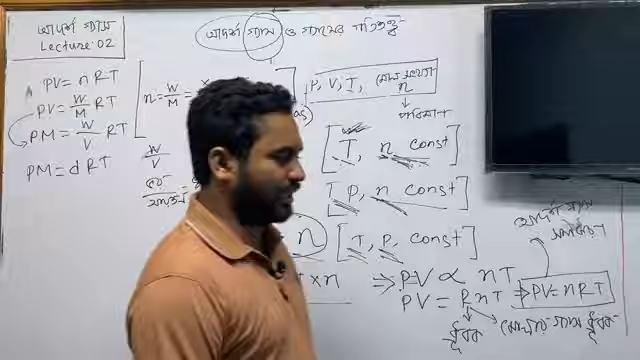 আদর্শ গ্যাস
Lecture: 02
আদর্শ গ্যাস ও গ্যাসের গতিতত্ত্ব
PV = nRT
PV = W/M RT
PM = W/V RT
PM = dRT
n = W/M =
W/V
P, V, T, মোল সংখ্যা
n
পরিমাণ
[T, n const]
[P, n const]
n [T, P, const]
× n
⇒ PV ∝ nT
PV = RnT ⇒ PV = nRT
আদর্শ গ্যাস
সমীকরণ
ধ্রুবক
মোলার গ্যাস ধ্রুবক